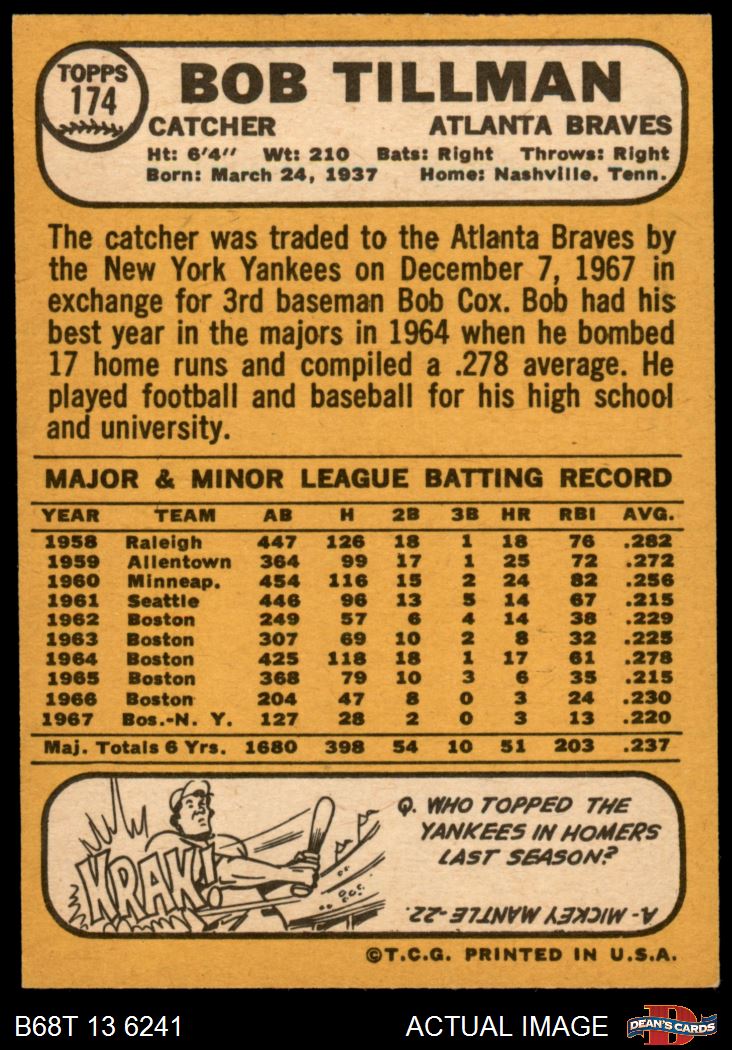 TOPPS
174
BOB TILLMAN
CATCHER ATLANTA BRAVES
Ht: 6'4" Wt: 210 Bats: Right Throws: Right
Born: March 24, 1937 Home: Nashville, Tenn.
The catcher was traded to the Atlanta Braves by
the New York Yankees on December 7, 1967 in
exchange for 3rd baseman Bob Cox. Bob had his
best year in the majors in 1964 when he bombed
17 home runs and compiled a .278 average. He
played football and baseball for his high school
and university.
MAJOR & MINOR LEAGUE BATTING RECORD
YEAR TEAM AB H 2B 3B HR RBI AVG.
1958 Raleigh 447 126 18 1 18 76 .282
1959 Allentown 364 99 17 1 25 72 .272
1960 Minneap. 454 116 15 2 24 82 .256
1961 Seattle 446 96 13 5 14 67 .215
1962 Boston 249 57 6 4 14 38 .229
1963 Boston 307 69 10 2 8 32 .225
1964 Boston 425 118 18 1 17 61 .278
1965 Boston 368 79 10 3 6 35 .215
1966 Boston 204 47 8 0 3 24 .230
1967 Bos.-N. Y. 127 28 2 0 3 13 .220
Maj. Totals 6 Yrs. 1680 398 54 10 51 203 .237
KRAK!
Q. WHO TOPPED THE
YANKEES IN HOMERS
LAST SEASON?
A- MICKEY MANTLE-22.
©T.C.G. PRINTED IN U.S.A.
B68T 13 6241 ACTUAL IMAGE
D
DEAN'S CARDS